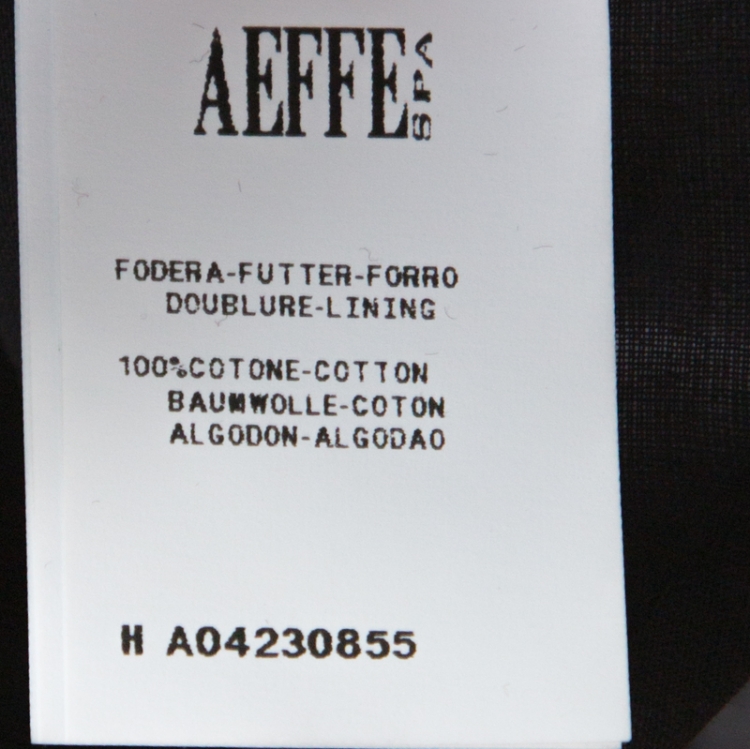 AEFFE SPA
FODERA-FUTTER-FORRO
DOUBLURE-LINING
100%COTONE-COTTON
BAUMWOLLE-COTON
ALGODON-ALGODAO
H A04230855